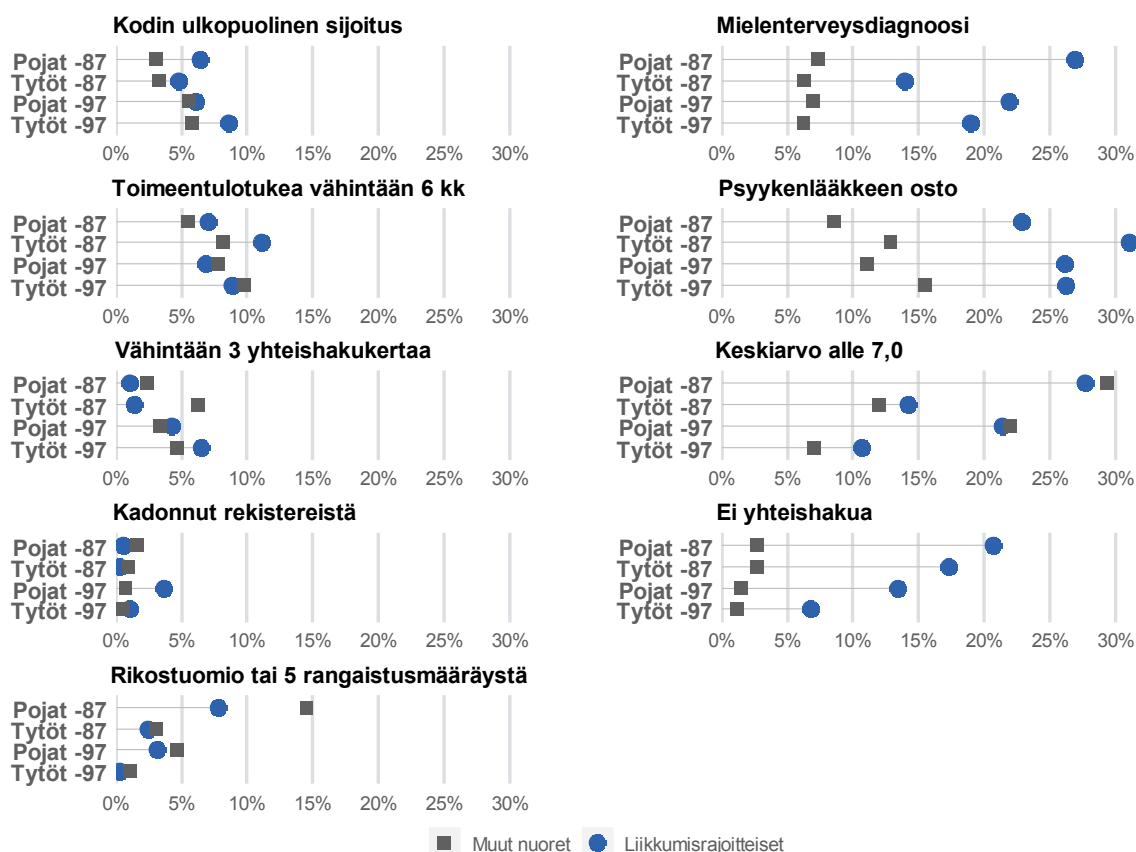 Kodin ulkopuolinen sijoitus
Pojat -87
Tytöt -87
Pojat -97
Tytöt -97
0% 5% 10% 15% 20% 25% 30%
Mielenterveysdiagnoosi
Pojat -87
Tytöt -87
Pojat -97
Tytöt -97
0% 10% 15% 20% 25% 30%
Toimeentulotukea vähintään 6 kk
Pojat -87
Tytöt -87
Pojat -97
Tytöt -97
0% 5% 10% 15% 20% 25% 30%
Psyykenlääkkeen osto
Pojat -87
Tytöt -87
Pojat -97
Tytöt -97
0% 10% 15% 20% 25% 30%
Vähintään 3 yhteishakukertaa
Pojat -87
Tytöt -87
Pojat -97
Tytöt -97
0% 5% 10% 15% 20% 25% 30%
Keskiarvo alle 7,0
Pojat -87
Tytöt -87
Pojat -97
Tytöt -97
0% 10% 15% 20% 25% 30%
Kadonnut rekistereistä
Pojat -87
Tytöt -87
Pojat -97
Tytöt -97
0% 5% 10% 15% 20% 25% 30%
Ei yhteishakua
Pojat -87
Tytöt -87
Pojat -97
Tytöt -97
0% 10% 15% 20% 25% 30%
Rikostuomio tai 5 rangaistusmääräystä
Pojat -87
Tytöt -87
Pojat -97
Tytöt -97
0% 5% 10% 15% 20% 25% 30%
Muut nuoret Liikkumisrajoitteiset